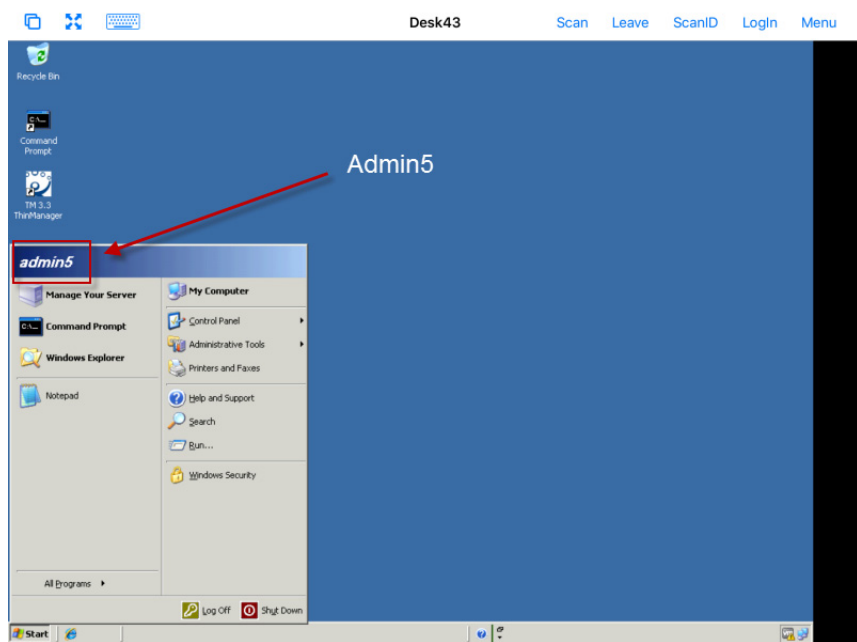 Desk43
Scan
Leave
ScanID
LogIn
Menu
Recycle Bin
C:\_
Command
Prompt
TM 3.3
ThinManager
Admin5
admin5
Manage Your Server
Command Prompt
Windows Explorer
Notepad
My Computer
Control Panel
Administrative Tools
Printers and Faxes
Help and Support
Search
Run...
Windows Security
All Programs
Log Off
Shut Down
Start